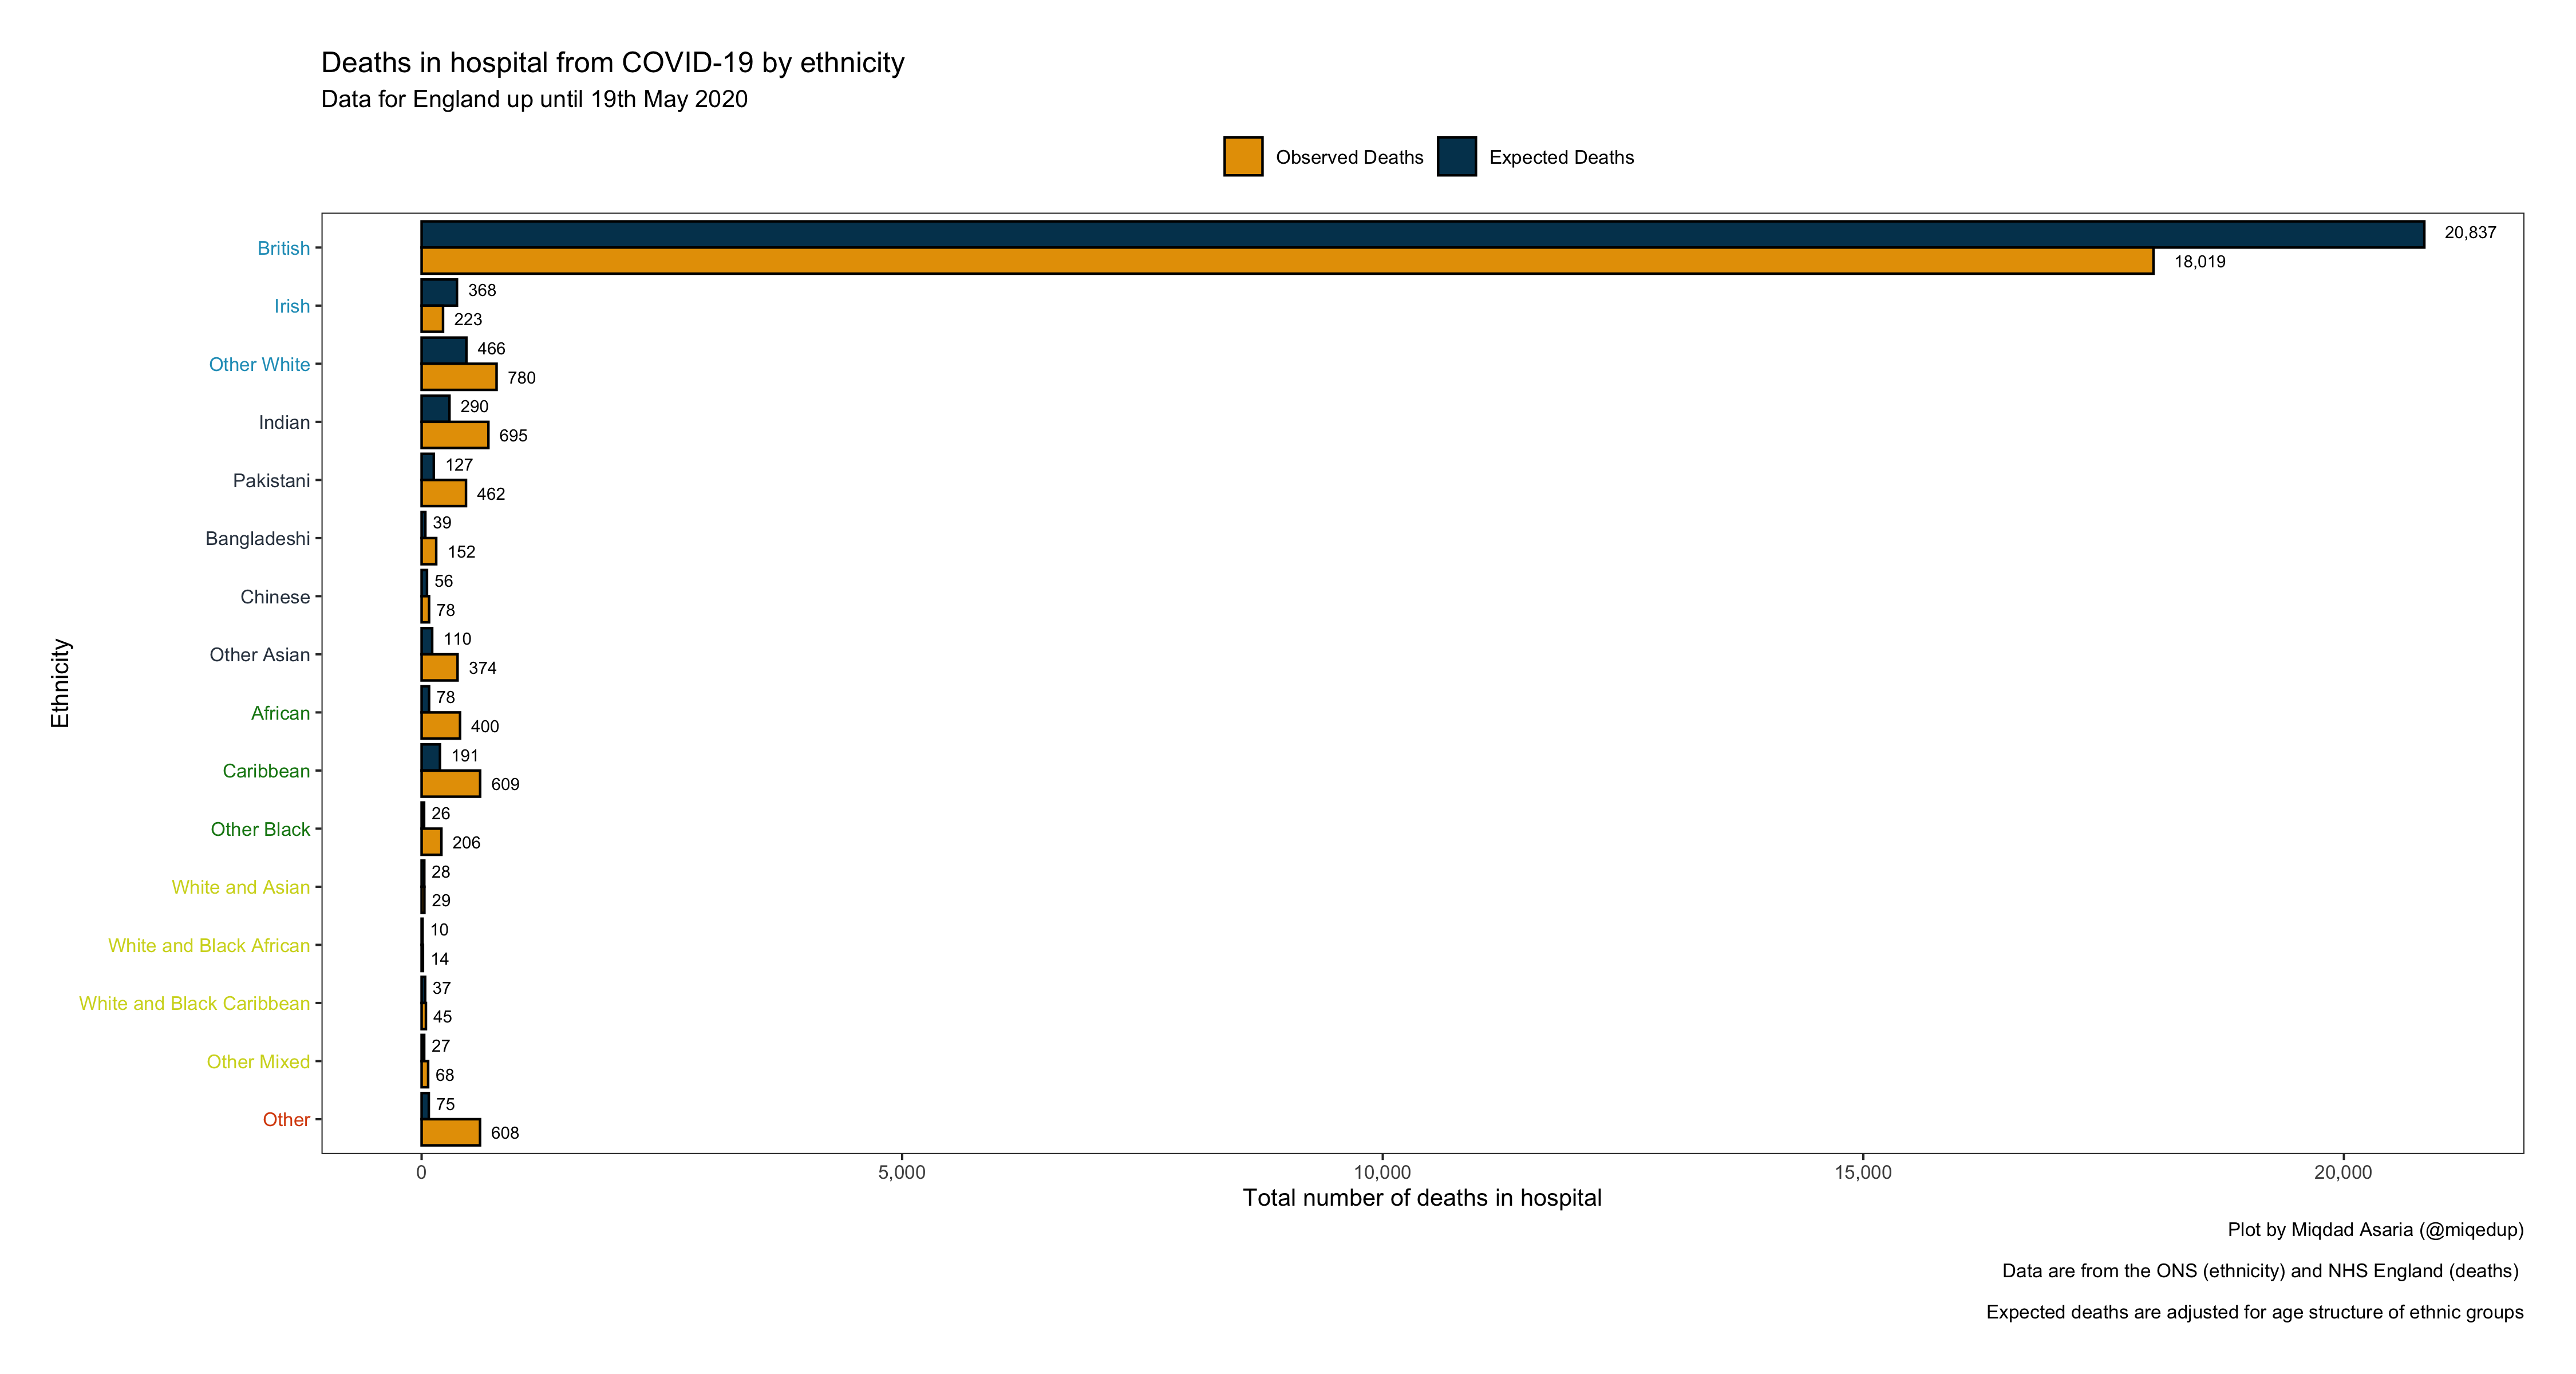 Deaths in hospital from COVID-19 by ethnicity
Data for England up until 19th May 2020
Observed Deaths Expected Deaths
Ethnicity
British 20,837
18,019
Irish 368
223
Other White 466
780
Indian 290
695
Pakistani 127
462
Bangladeshi 39
152
Chinese 56
78
Other Asian 110
374
African 78
400
Caribbean 191
609
Other Black 26
206
White and Asian 28
29
White and Black African 10
14
White and Black Caribbean 37
45
Other Mixed 27
68
Other 75
608
0 5,000 10,000 15,000 20,000
Total number of deaths in hospital
Plot by Miqdad Asaria (@miqedup)
Data are from the ONS (ethnicity) and NHS England (deaths)
Expected deaths are adjusted for age structure of ethnic groups